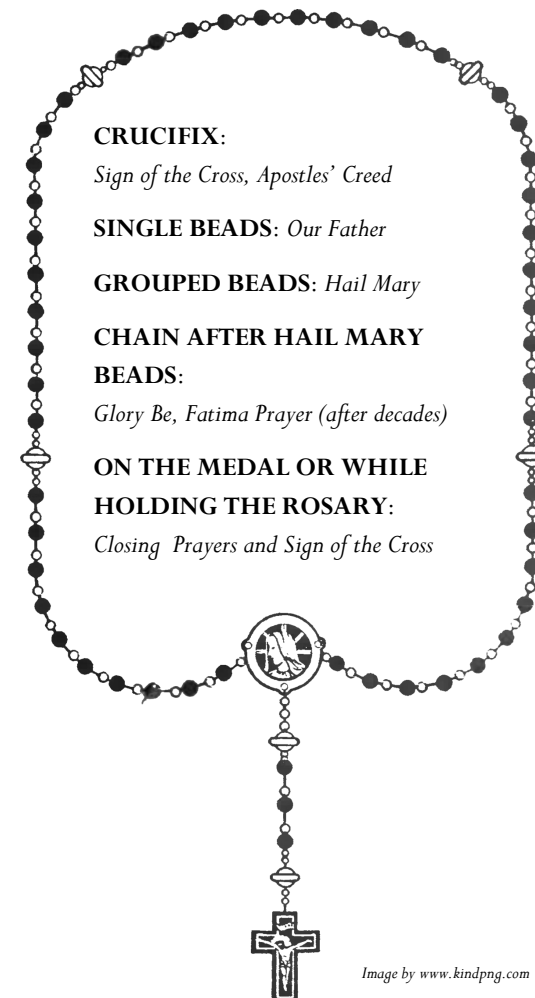 CRUCIFIX:
Sign of the Cross, Apostles' Creed
SINGLE BEADS: Our Father
GROUPED BEADS: Hail Mary
CHAIN AFTER HAIL MARY
BEADS:
Glory Be, Fatima Prayer (after decades)
ON THE MEDAL OR WHILE
HOLDING THE ROSARY:
Closing Prayers and Sign of the Cross
Image by www.kindpng.com